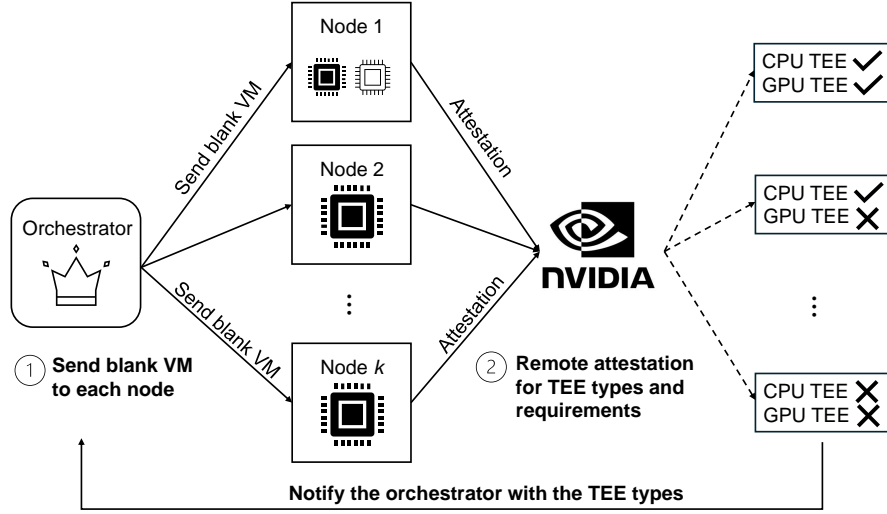 Node 1
Send blank VM
Attestation
CPU TEE
GPU TEE
Node 2
CPU TEE
GPU TEE
Orchestrator
NVIDIA
Send blank VM
Attestation
1 Send blank VM
to each node
Node k
2 Remote attestation
for TEE types and
requirements
CPU TEE
GPU TEE
Notify the orchestrator with the TEE types